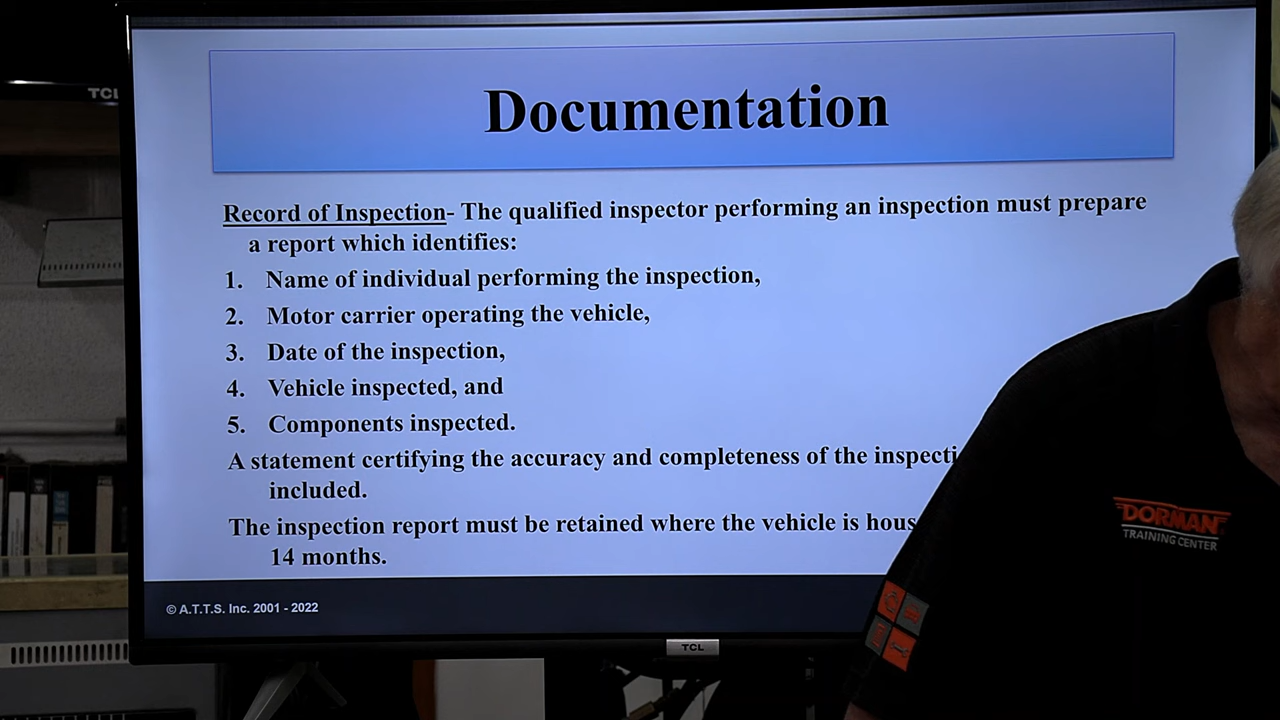 TCL
Documentation
Record of Inspection- The qualified inspector performing an inspection must prepare
a report which identifies:
1. Name of individual performing the inspection,
2. Motor carrier operating the vehicle,
3. Date of the inspection,
4. Vehicle inspected, and
5. Components inspected.
A statement certifying the accuracy and completeness of the
included.
The inspection report must be retained where the vehicle is
14 months.
© A.T.T.S. Inc. 2001 - 2022
TCL
DORMAN
TRAINING CENTER